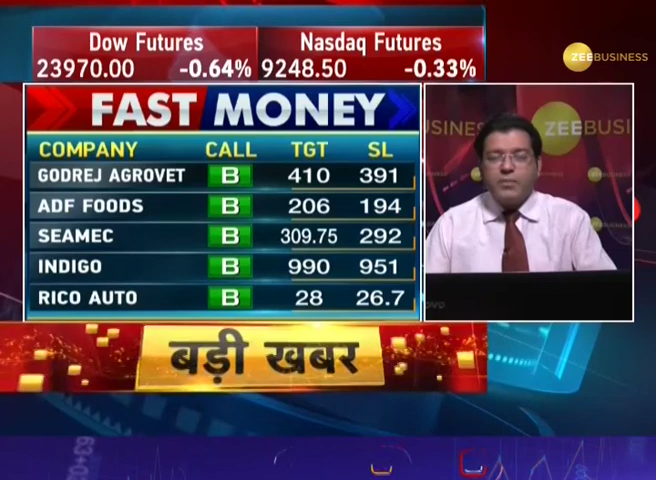 Dow Futures
23970.00 -0.64%
Nasdaq Futures
9248.50 -0.33%
ZEEBUSINESS
FAST MONEY
COMPANY CALL TGT SL
GODREJ AGROVET B 410 391
ADF FOODS B 206 194
SEAMEC B 309.75 292
INDIGO B 990 951
RICO AUTO B 28 26.7
USINES
ZEEBUSI
बड़ी खबर